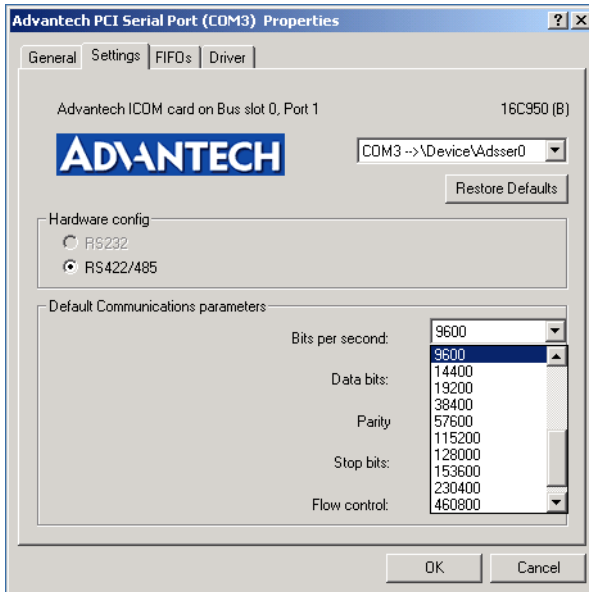 Advantech PCI Serial Port (COM3) Properties
General Settings FIFOs Driver
Advantech ICOM card on Bus slot 0, Port 1 16C950 (B)
ADVANTECH
COM3 -->\Device\Adsser0
Restore Defaults
Hardware config
RS232
RS422/485
Default Communications parameters
Bits per second: 9600
9600
14400
Data bits:
19200
38400
Parity
57600
115200
128000
Stop bits:
153600
230400
Flow control:
460800
OK Cancel